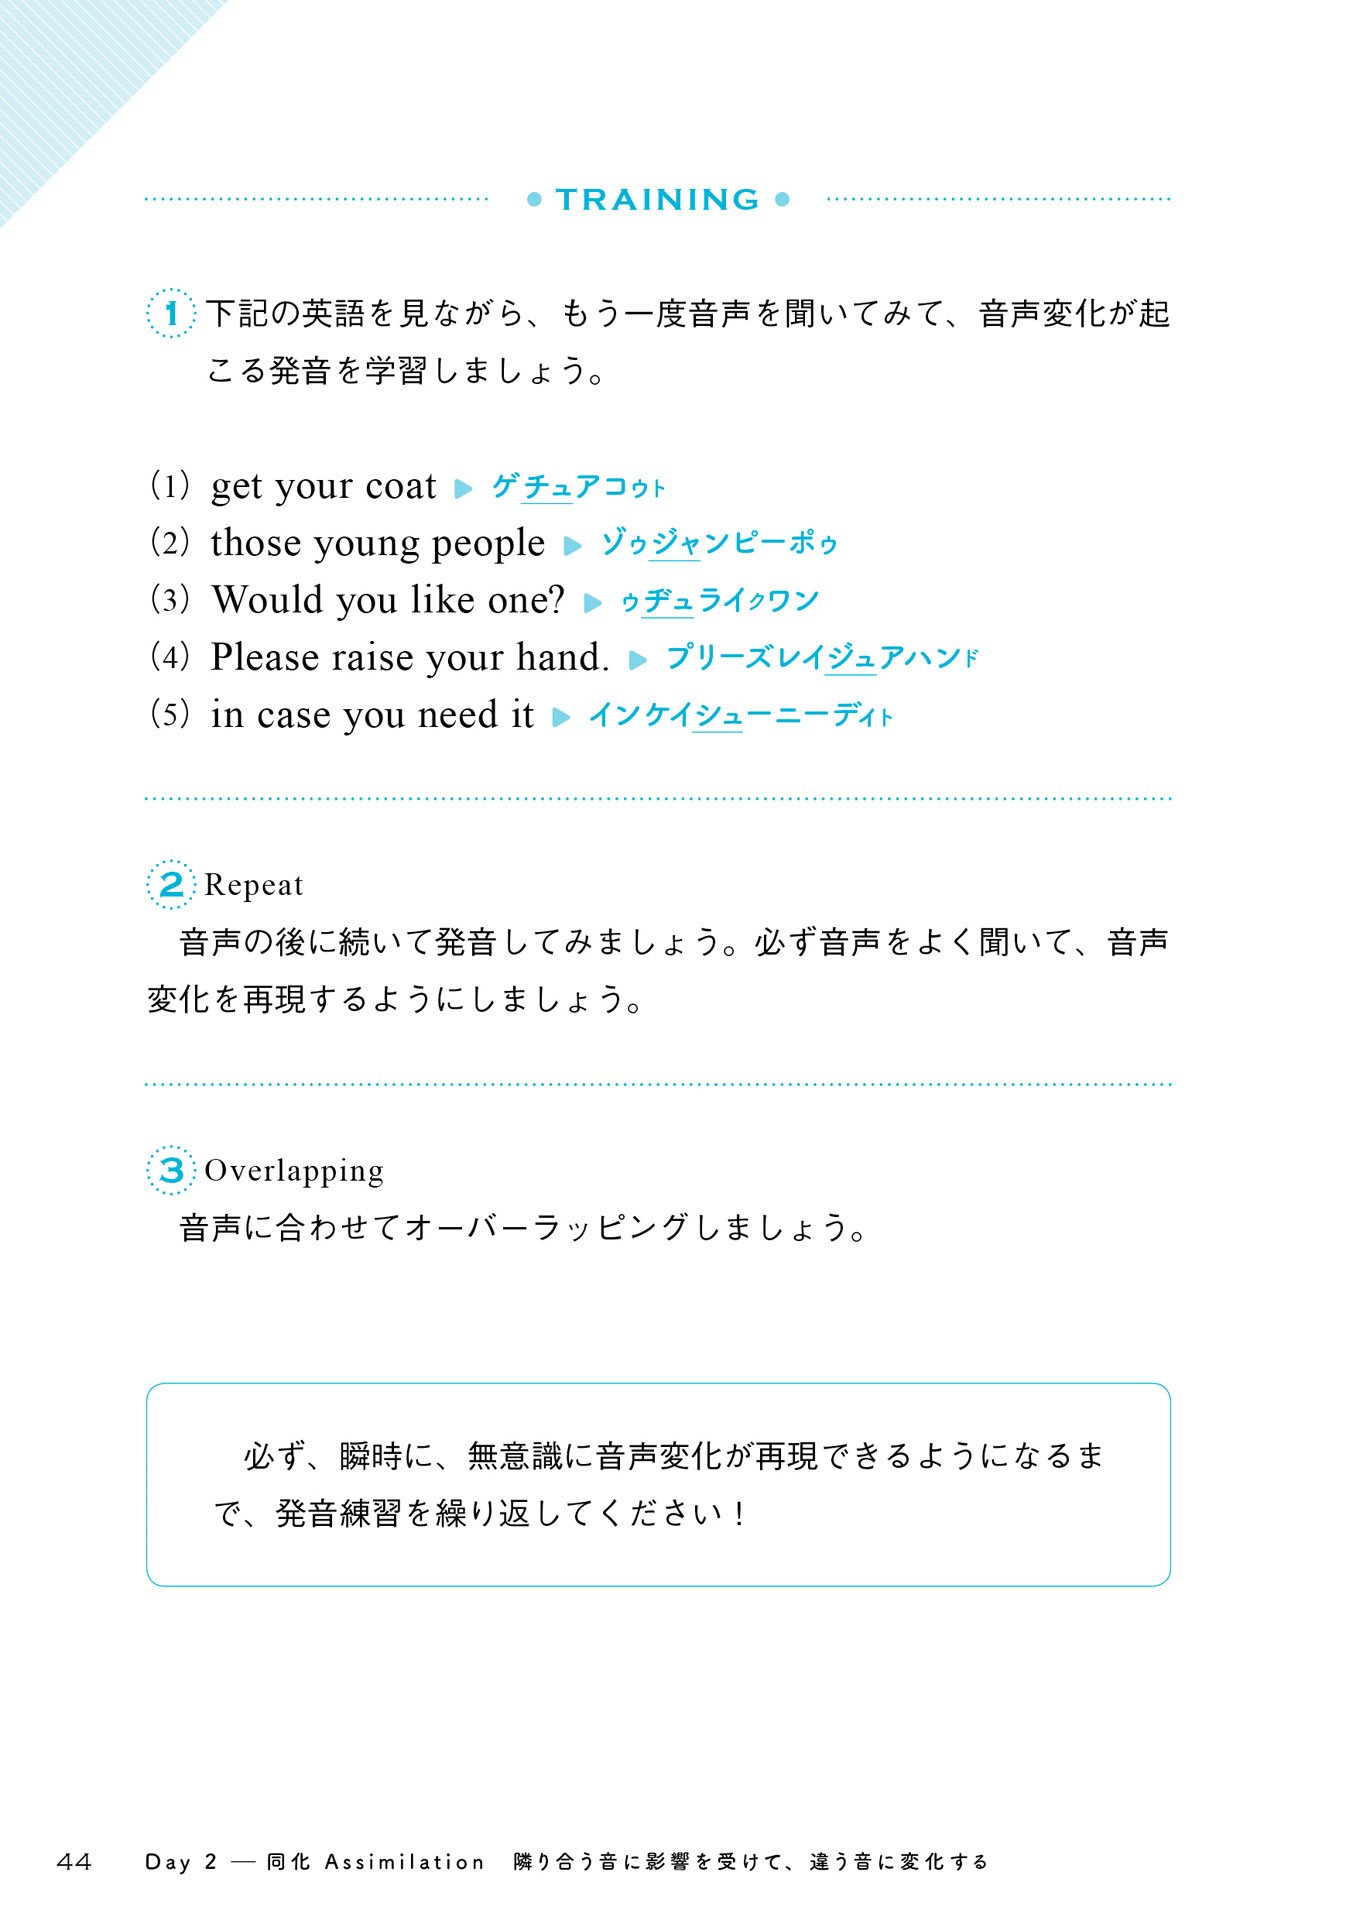 TRAINING
1 下記の英語を見ながら、もう一度音声を聞いてみて、音声変化が起
こる発音を学習しましょう。
(1) get your coat ▶ ゲチュアコゥト
(2) those young people ▶ ゾゥジャンピーポゥ
(3) Would you like one? ▶ ゥヂュライクワン
(4) Please raise your hand. ▶ プリーズレイジュアハンド
(5) in case you need it ▶ インケイシューニーディト
2 Repeat
音声の後に続いて発音してみましょう。必ず音声をよく聞いて、音声
変化を再現するようにしましょう。
3 Overlapping
音声に合わせてオーバーラッピングしましょう。
必ず、瞬時に、無意識に音声変化が再現できるようになるま
で、発音練習を繰り返してください！
44 Day 2 — 同化 Assimilation 隣り合う音に影響を受けて、違う音に変化する